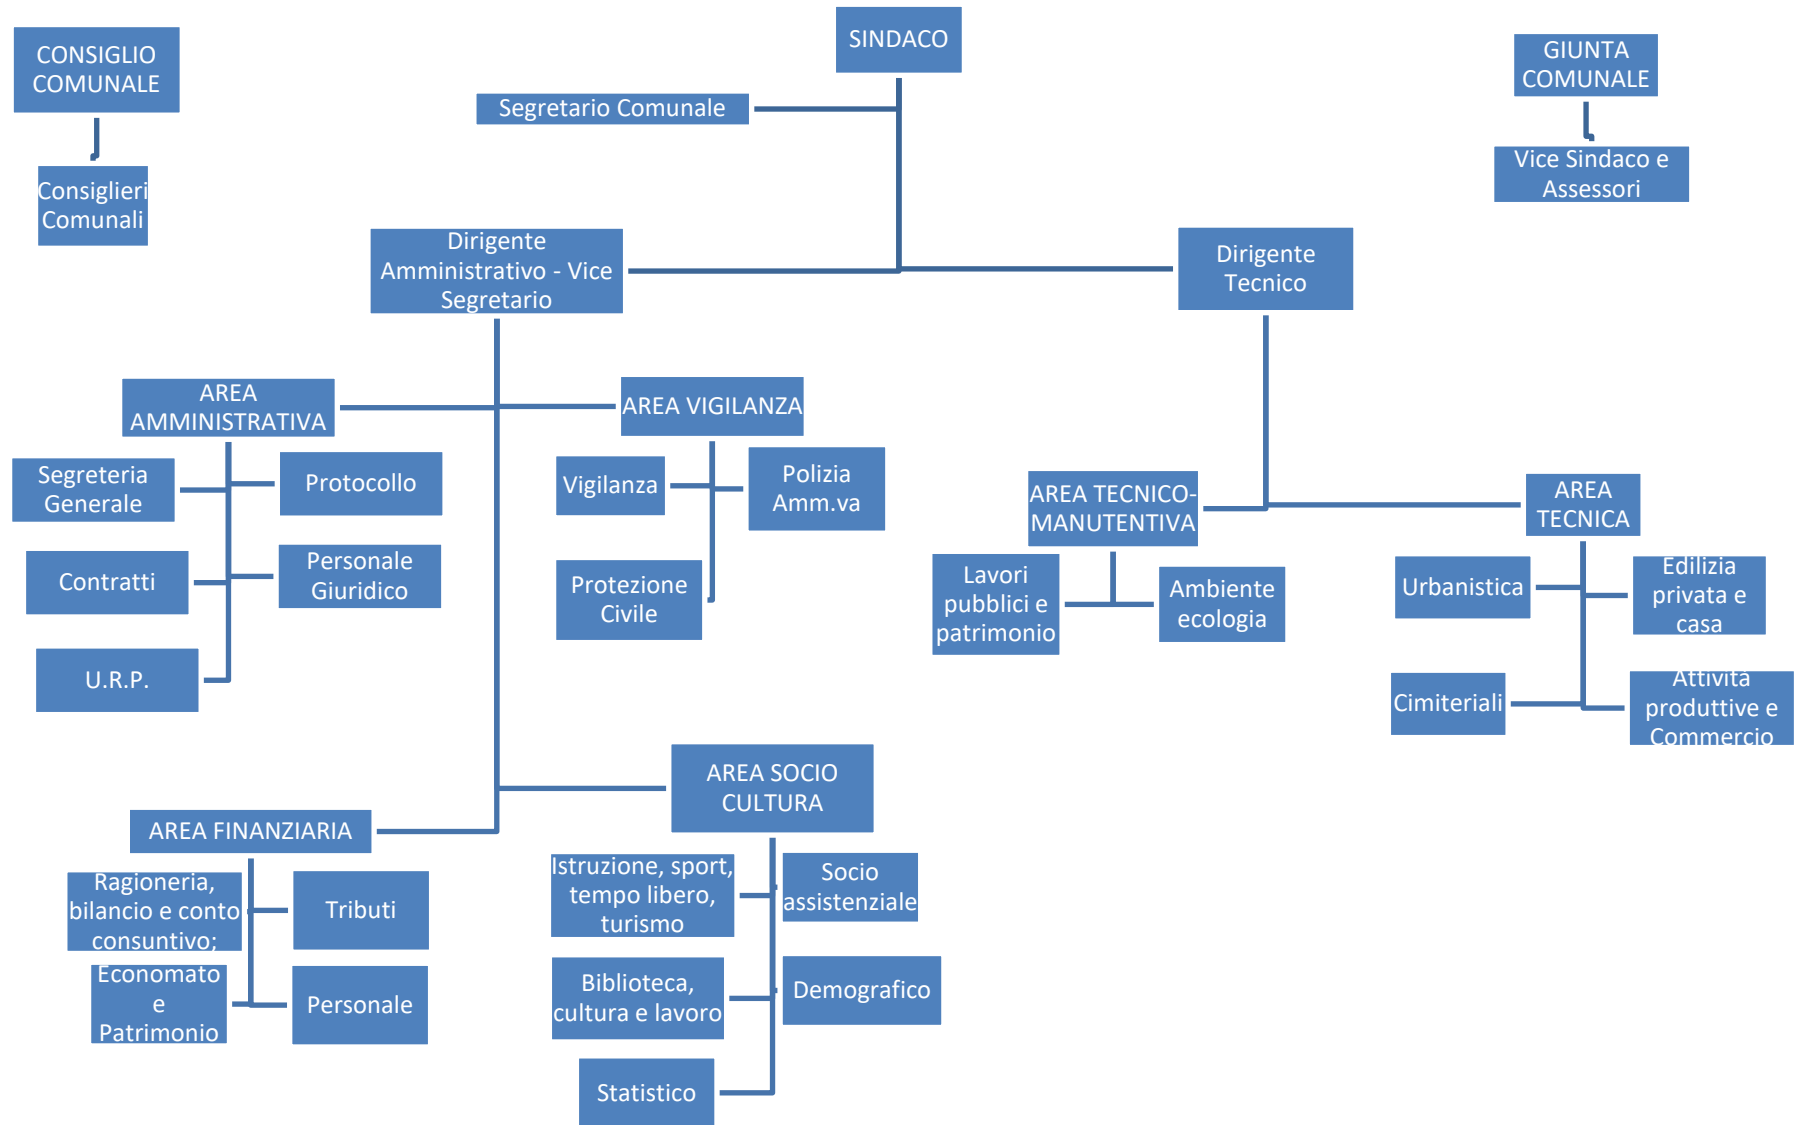 CONSIGLIO
COMUNALE
SINDACO
GIUNTA
COMUNALE
Segretario Comunale
Consiglieri
Comunali
Vice Sindaco e
Assessori
Dirigente
Amministrativo - Vice
Segretario
Dirigente
Tecnico
AREA
AMMINISTRATIVA
AREA VIGILANZA
Segreteria
Generale
Protocollo
Contratti
Personale
Giuridico
U.R.P.
Vigilanza
Polizia
Amm.va
Protezione
Civile
AREA TECNICO-
MANUTENTIVA
AREA
TECNICA
Lavori
pubblici e
patrimonio
Ambiente
ecologia
Urbanistica
Edilizia
privata e
casa
Cimiteriali
Attività
produttive e
Commercio
AREA FINANZIARIA
AREA SOCIO
CULTURA
Ragioneria,
bilancio e conto
consuntivo;
Tributi
Economato
e
Patrimonio
Personale
Istruzione, sport,
tempo libero,
turismo
Socio
assistenziale
Biblioteca,
cultura e lavoro
Demografico
Statistico